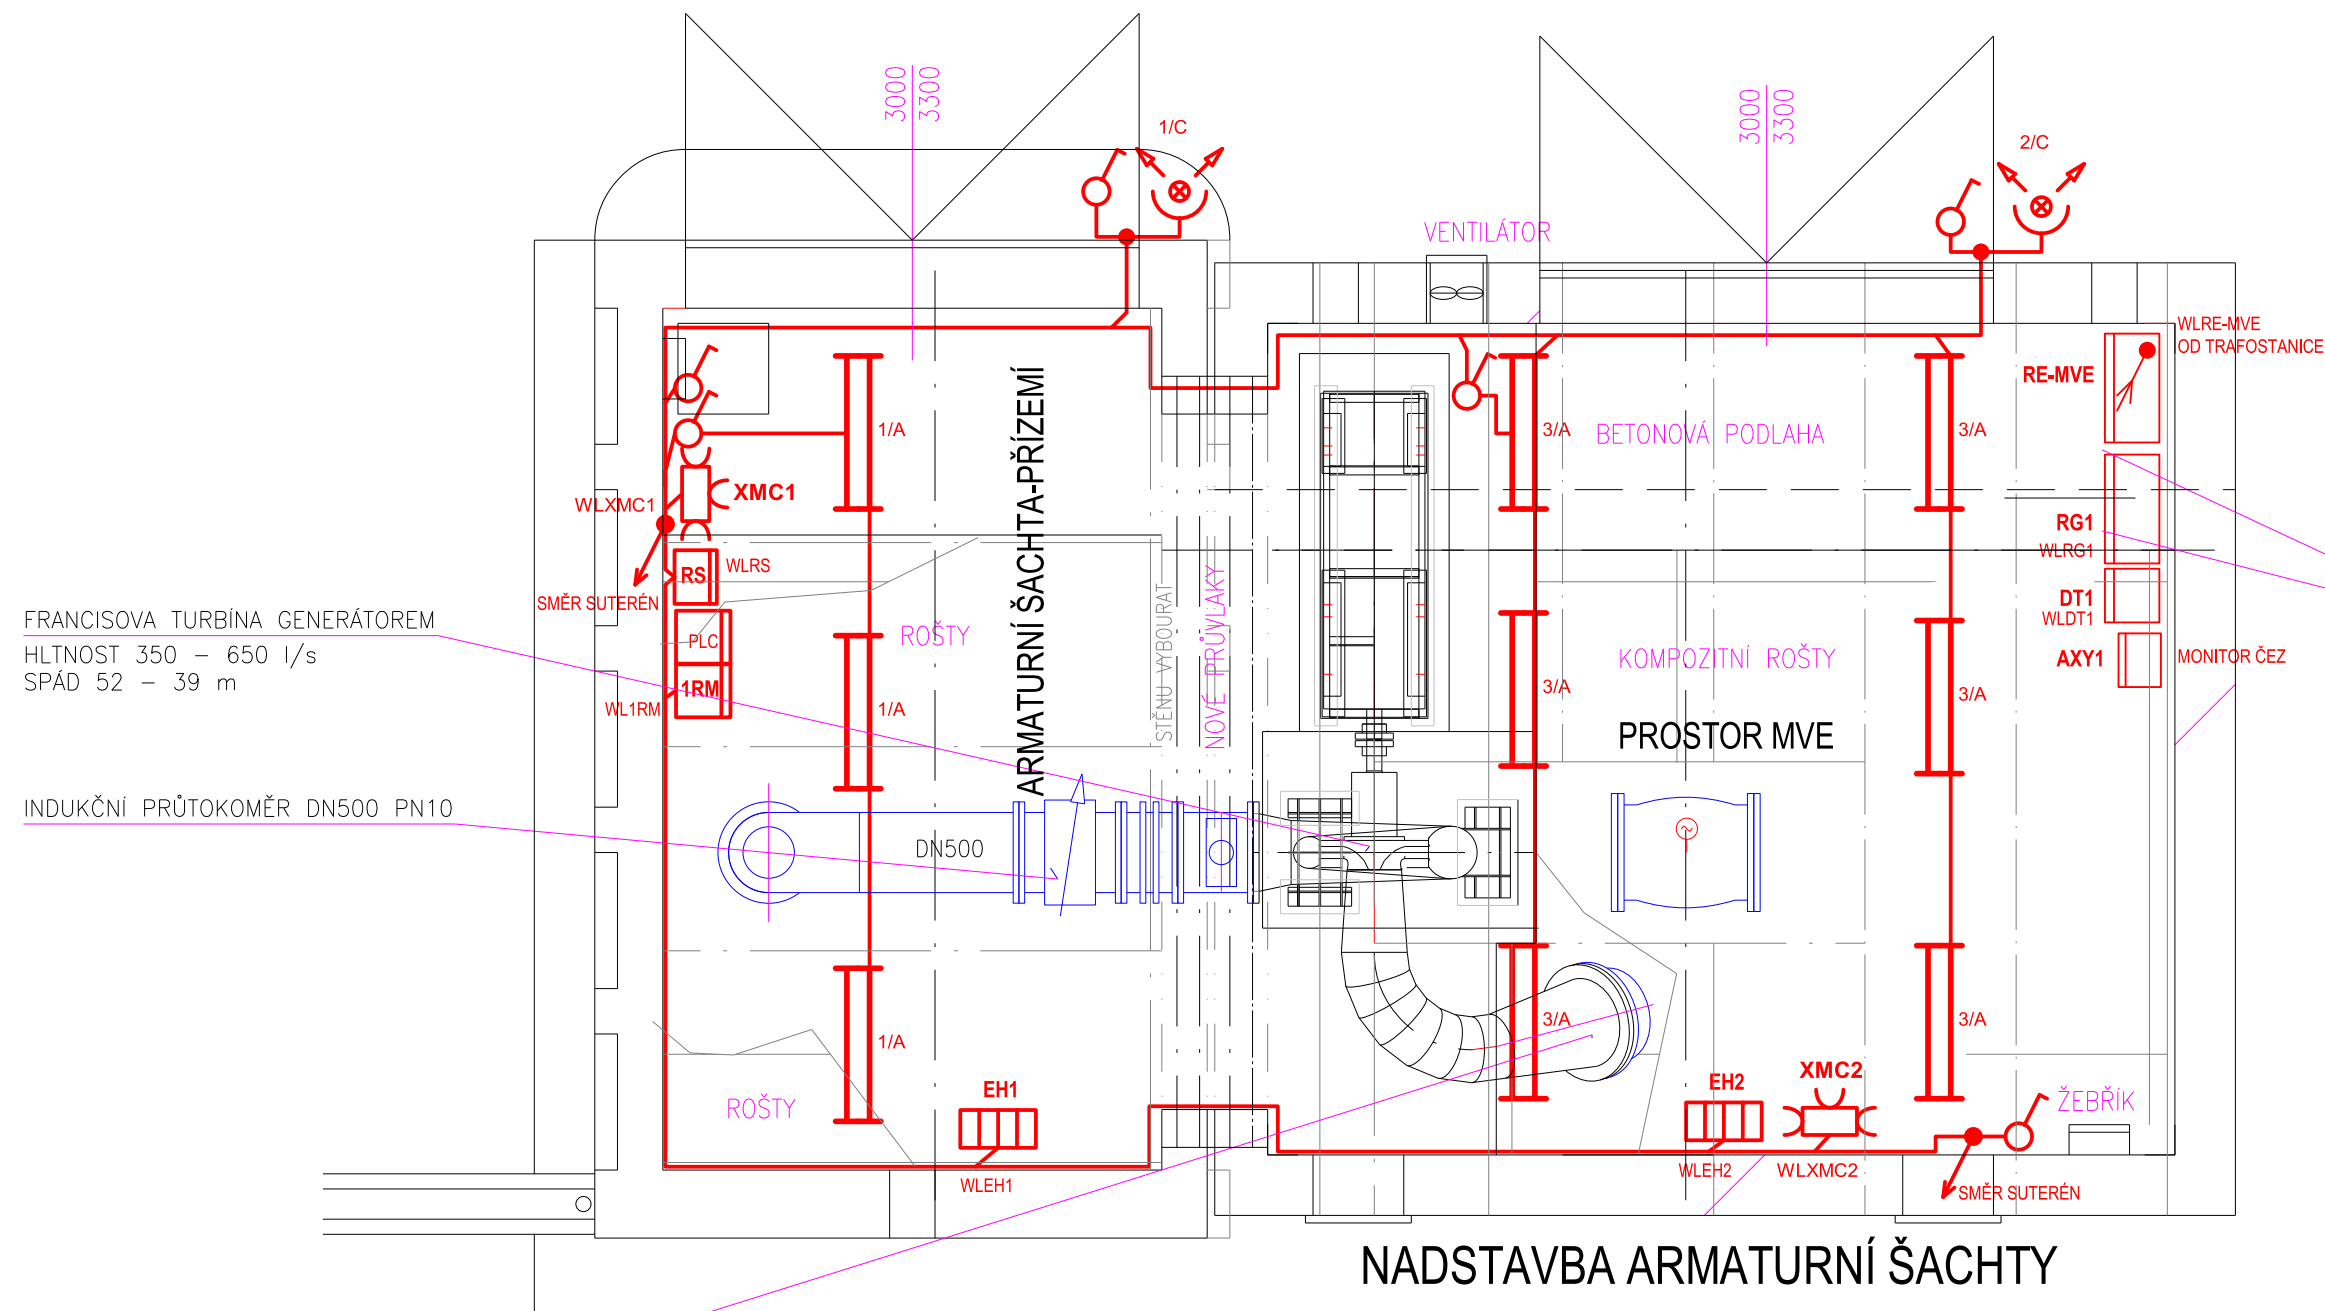 3000
3300
1/C
3000
3300
2/C
VENTILÁTOR
WLRE-MVE
OD TRAFOSTANICE
RE-MVE
1/A
3/A
BETONOVÁ PODLAHA
3/A
XMC1
WLXMC1
ARMATURNÍ ŠACHTA-PŘÍZEMÍ
RG1
WLRG1
RS
WLRS
SMĚR SUTERÉN
DT1
WLDT1
FRANCISOVA TURBÍNA GENERÁTOREM
HLTNOST 350 – 650 l/s
SPÁD 52 – 39 m
PLC
ROŠTY
STĚNU VYBOURAT
NOVÉ PRŮVLAKY
KOMPOZITNÍ ROŠTY
AXY1
MONITOR ČEZ
1RM
WL1RM
1/A
3/A
3/A
PROSTOR MVE
INDUKČNÍ PRŮTOKOMĚR DN500 PN10
DN500
1/A
3/A
3/A
ROŠTY
EH1
WLEH1
EH2
WLEH2
XMC2
WLXMC2
ŽEBŘÍK
SMĚR SUTERÉN
NADSTAVBA ARMATURNÍ ŠACHTY